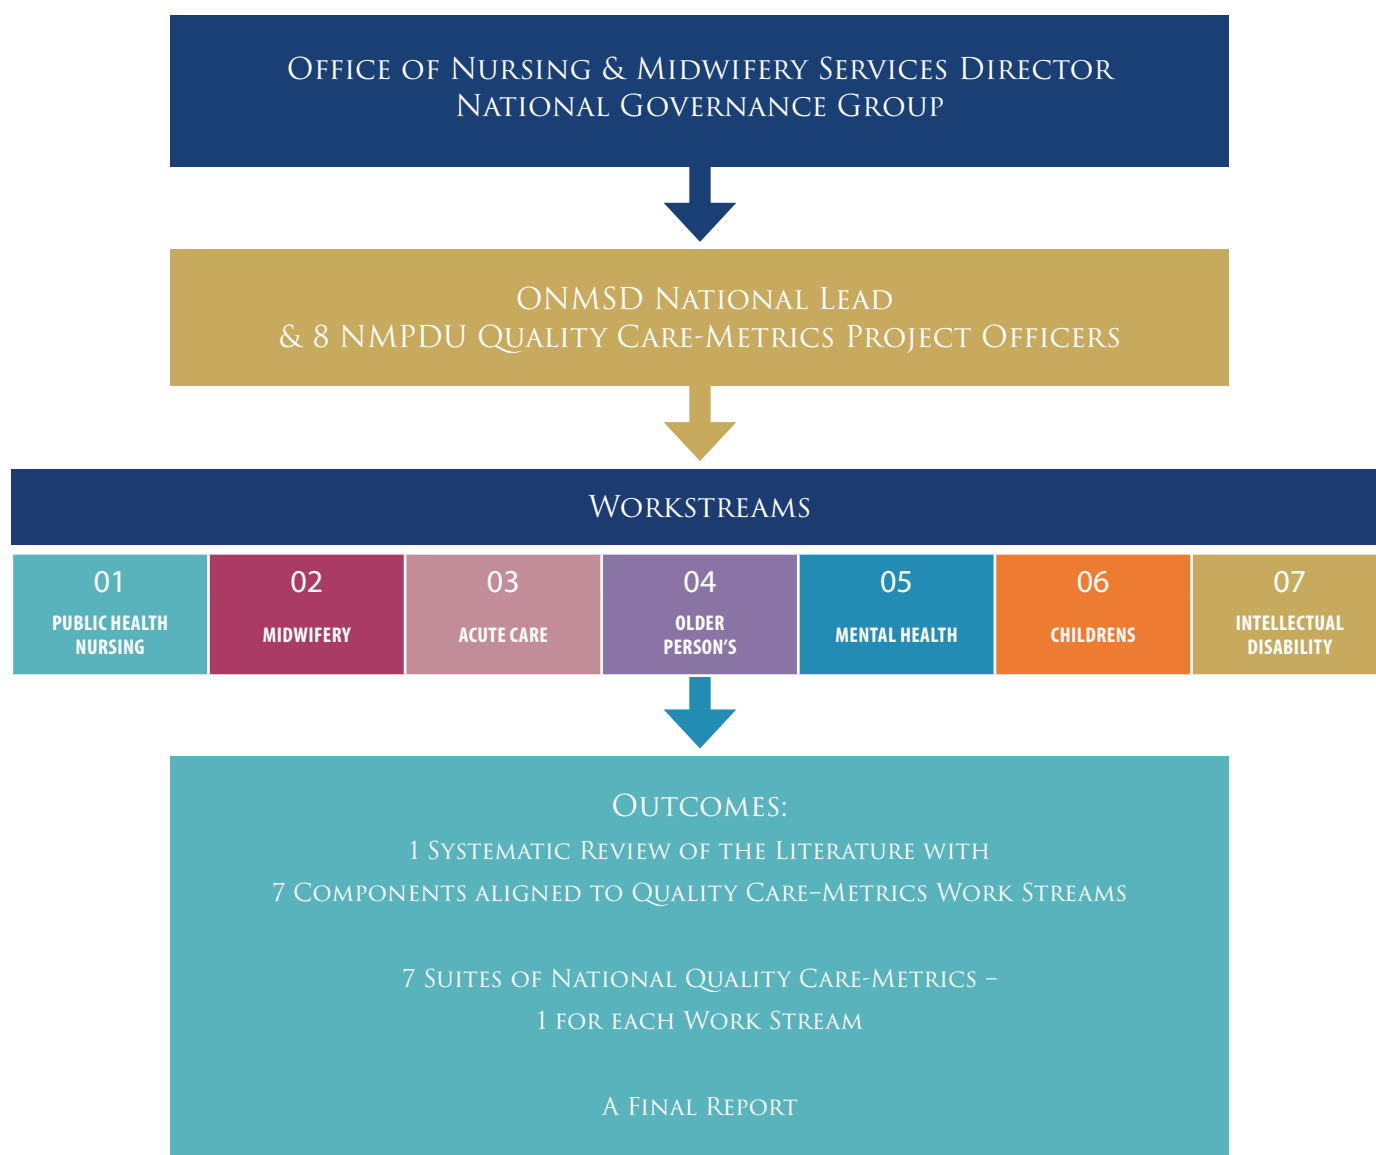 Office of Nursing & Midwifery Services Director
National Governance Group
ONMSD National Lead
& 8 NMPDU Quality Care-Metrics Project Officers
Workstreams
01
PUBLIC HEALTH
NURSING
02
MIDWIFERY
03
ACUTE CARE
04
OLDER
PERSON'S
05
MENTAL HEALTH
06
CHILDRENS
07
INTELLECTUAL
DISABILITY
Outcomes:
1 Systematic Review of the Literature with
7 Components aligned to Quality Care–Metrics Work Streams
7 Suites of National Quality Care-Metrics –
1 for each Work Stream
A Final Report